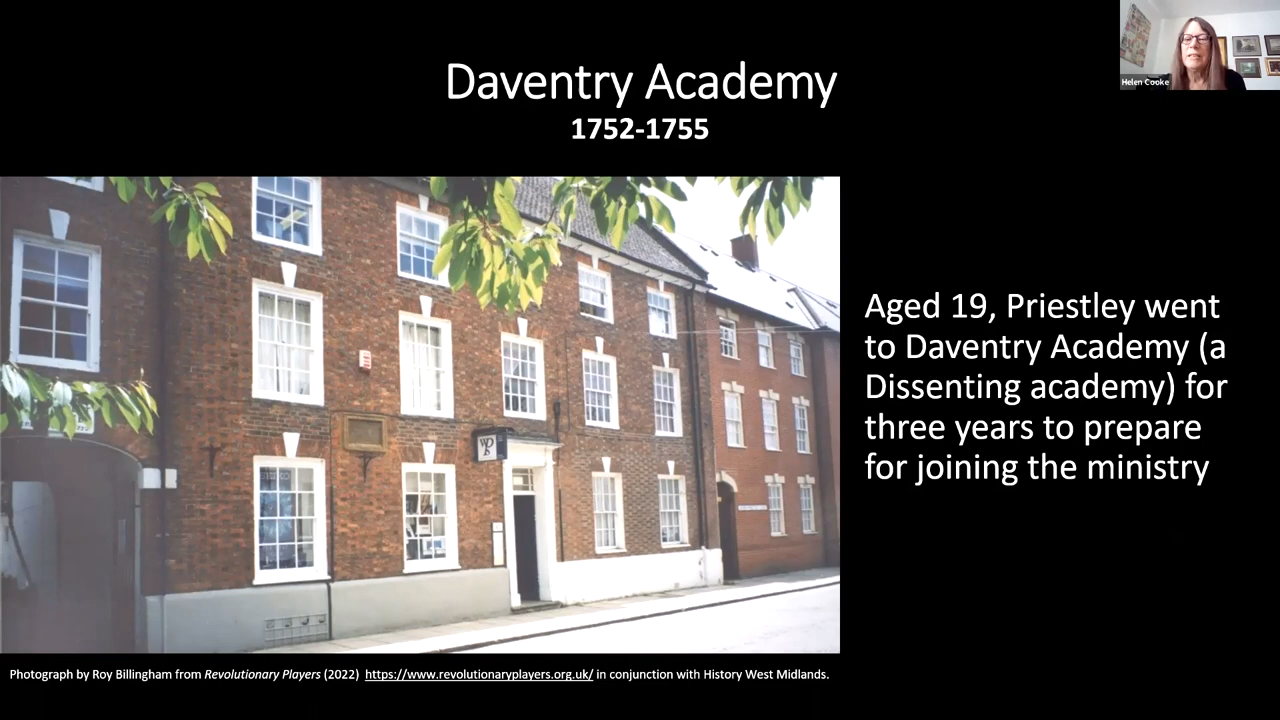 Helen Cooke
Daventry Academy
1752-1755
Aged 19, Priestley went
to Daventry Academy (a
Dissenting academy) for
three years to prepare
for joining the ministry
Photograph by Roy Billingham from Revolutionary Players (2022) https://www.revolutionaryplayers.org.uk/ in conjunction with History West Midlands.